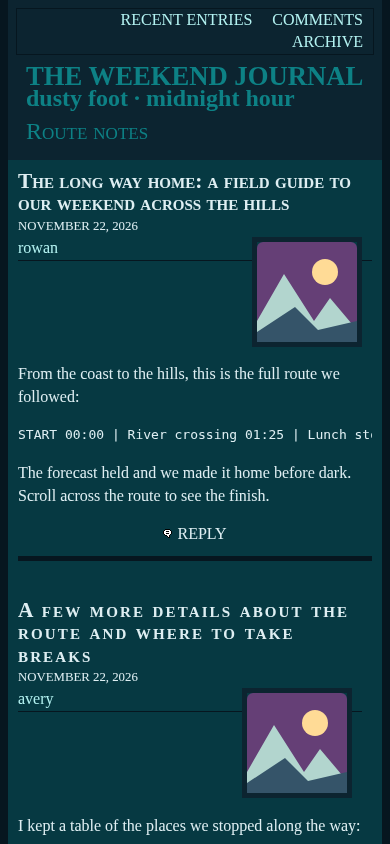 RECENT ENTRIES COMMENTS
ARCHIVE
THE WEEKEND JOURNAL
dusty foot · midnight hour
Route notes
The long way home: a field guide to
our weekend across the hills
NOVEMBER 22, 2026
rowan
From the coast to the hills, this is the full route we
followed:
START 00:00 | River crossing 01:25 | Lunch
The forecast held and we made it home before dark.
Scroll across the route to see the finish.
REPLY
A few more details about the
route and where to take
breaks
NOVEMBER 22, 2026
avery
I kept a table of the places we stopped along the way: